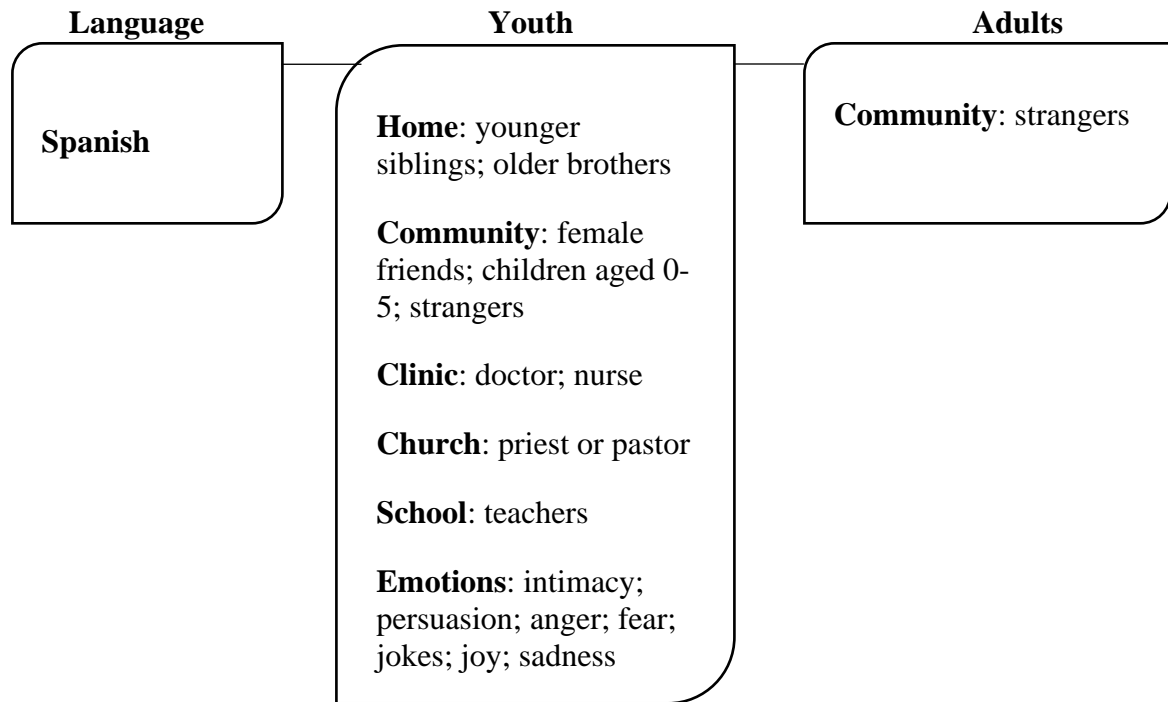 Language
Youth
Adults
Spanish
Home: younger
siblings; older brothers
Community: female
friends; children aged 0-
5; strangers
Clinic: doctor; nurse
Church: priest or pastor
School: teachers
Emotions: intimacy;
persuasion; anger; fear;
jokes; joy; sadness
Community: strangers